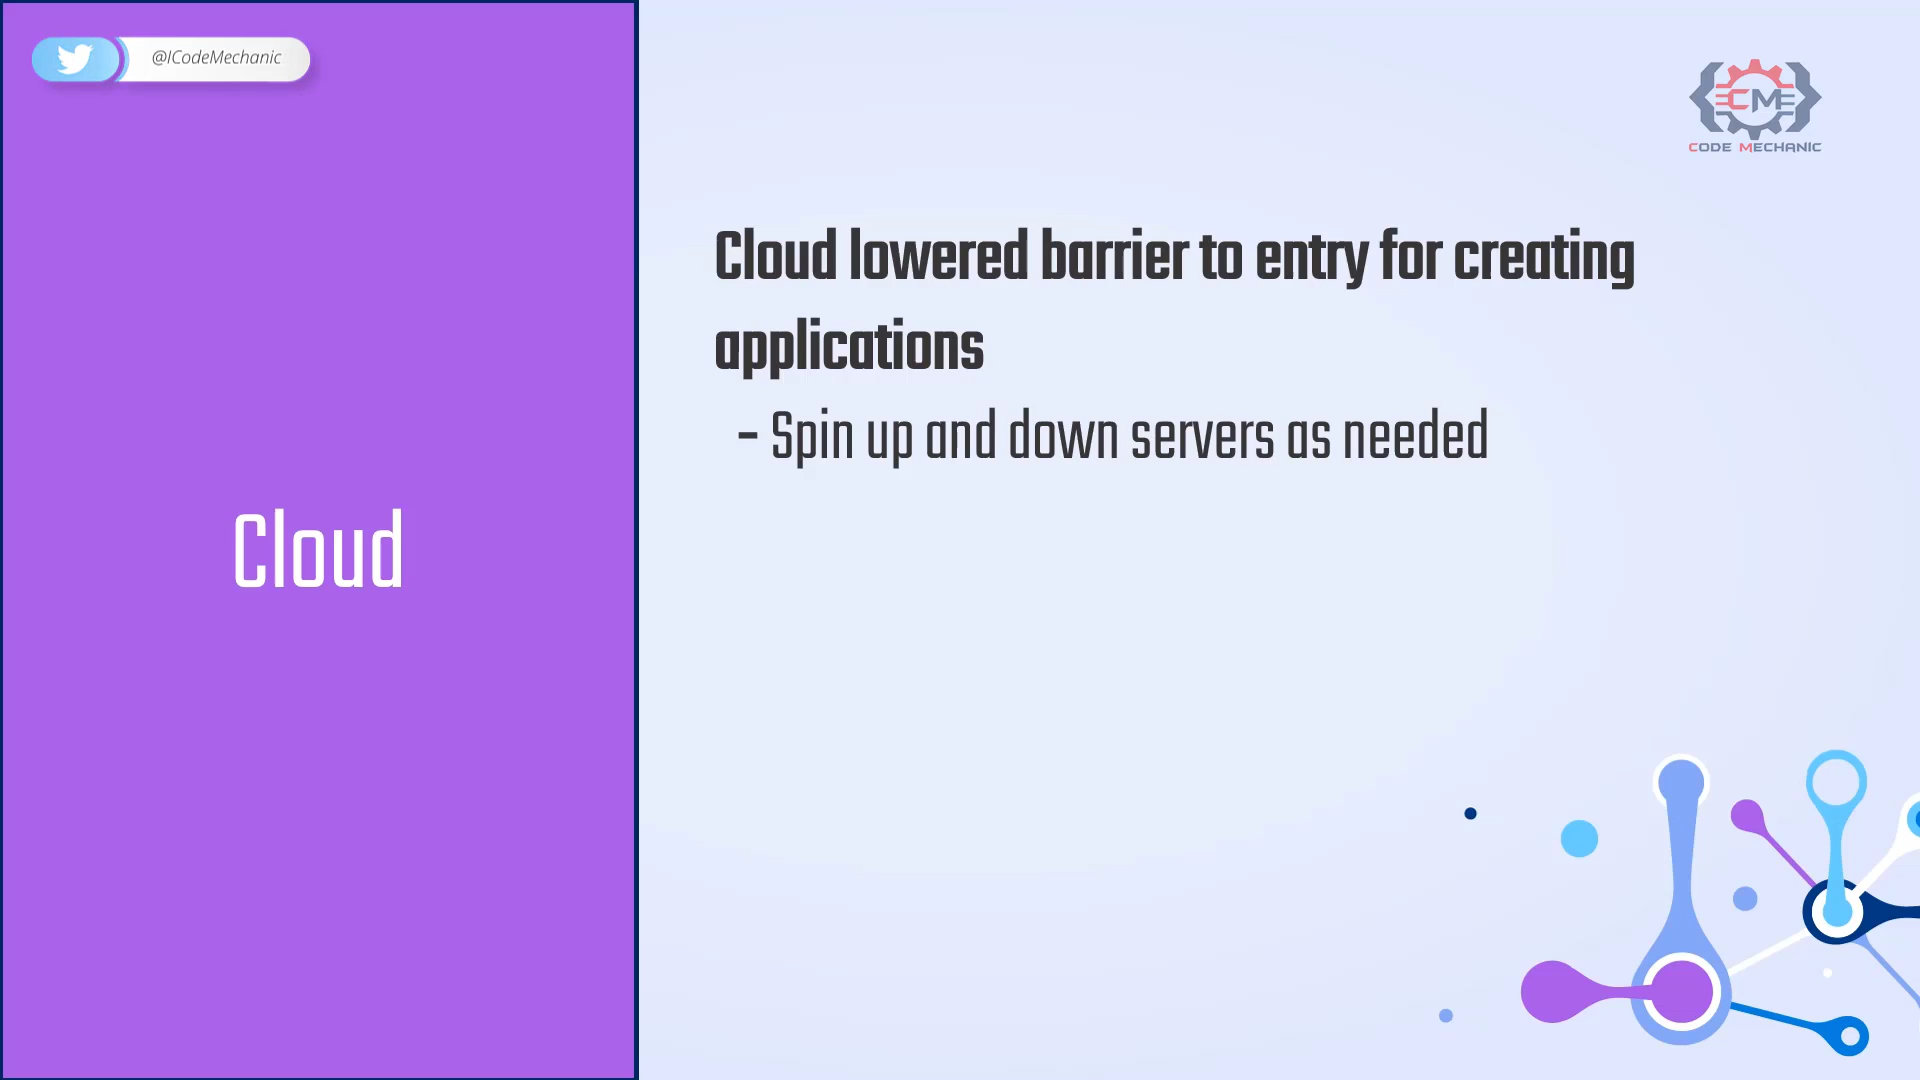 @ICodeMechanic
CME
CODE MECHANIC
Cloud lowered barrier to entry for creating
applications
- Spin up and down servers as needed
Cloud